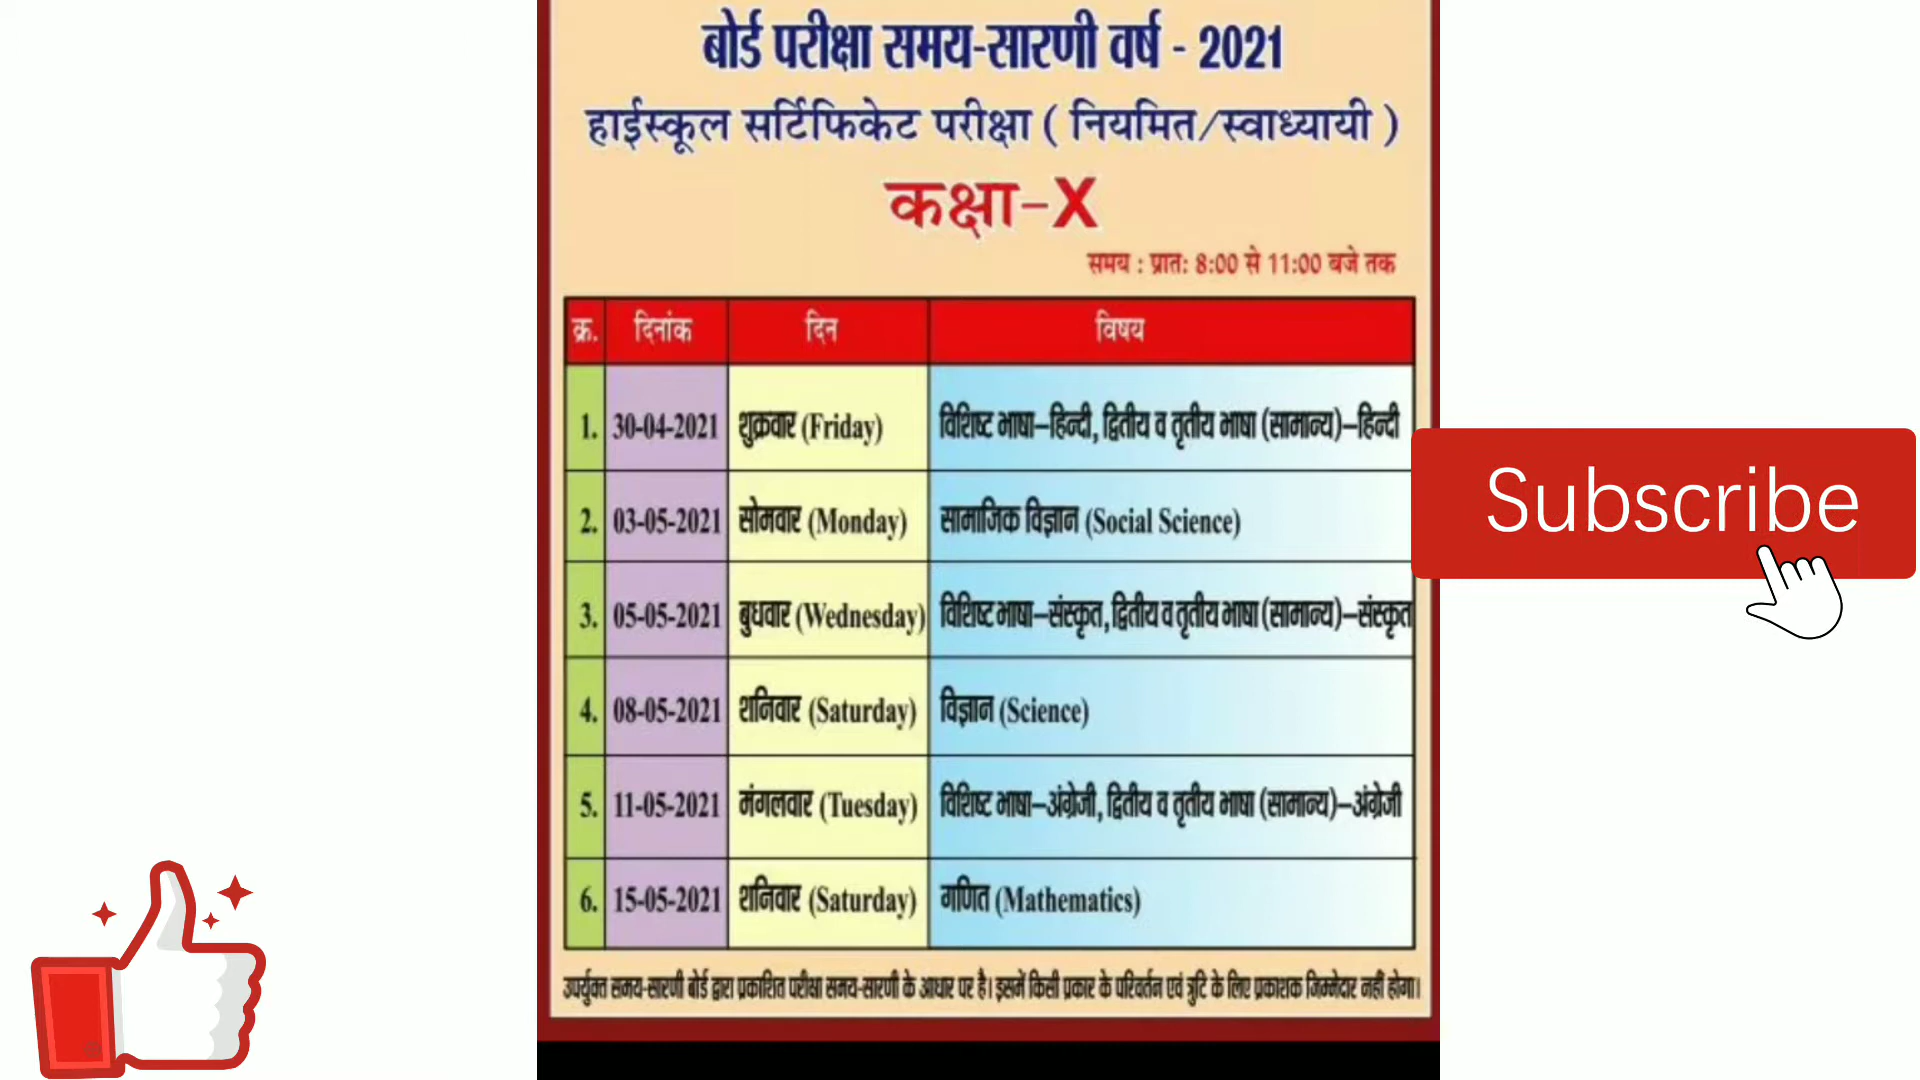 बोर्ड परीक्षा समय-सारणी वर्ष - 2021
हाईस्कूल सर्टिफिकेट परीक्षा ( नियमित/स्वाध्यायी )
कक्षा-X
समय : प्रातः 8:00 से 11:00 बजे तक
क्र. दिनांक दिन विषय
1. 30-04-2021 शुक्रवार (Friday) विशिष्ट भाषा–हिन्दी, द्वितीय व तृतीय भाषा (सामान्य)–हिन्दी
2. 03-05-2021 सोमवार (Monday) सामाजिक विज्ञान (Social Science)
3. 05-05-2021 बुधवार (Wednesday) विशिष्ट भाषा–संस्कृत, द्वितीय व तृतीय भाषा (सामान्य)–संस्कृत
4. 08-05-2021 शनिवार (Saturday) विज्ञान (Science)
5. 11-05-2021 मंगलवार (Tuesday) विशिष्ट भाषा–अंग्रेजी, द्वितीय व तृतीय भाषा (सामान्य)–अंग्रेजी
6. 15-05-2021 शनिवार (Saturday) गणित (Mathematics)
उपर्युक्त समय-सारणी बोर्ड द्वारा प्रकाशित परीक्षा समय-सारणी के आधार पर है। इसमें किसी प्रकार के परिवर्तन एवं त्रुटि के लिए प्रकाशक जिम्मेदार नहीं होगा।
Subscribe